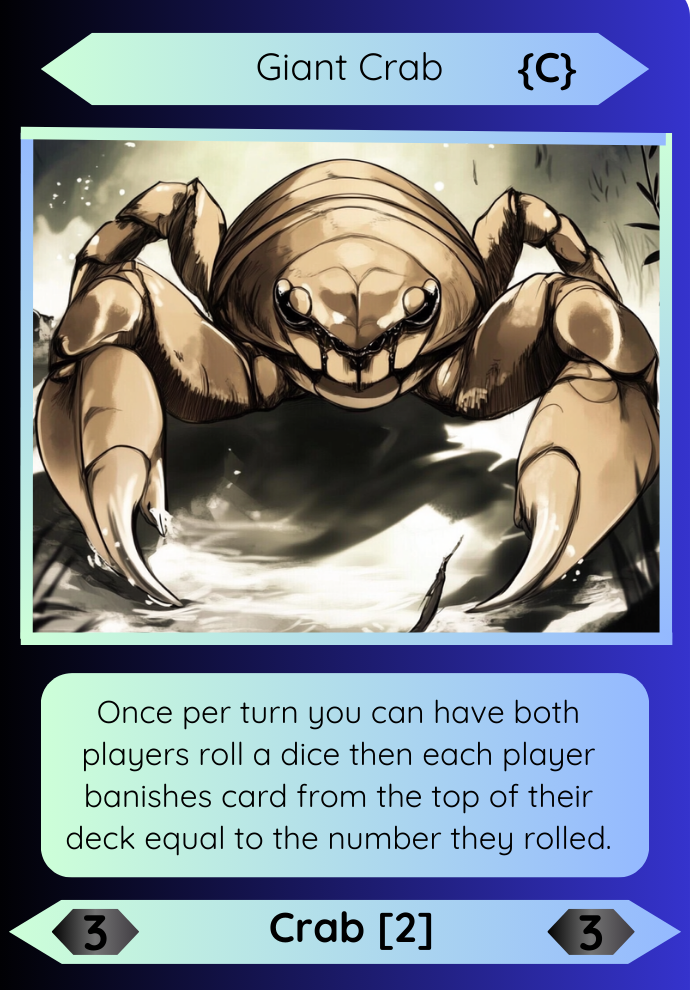 Giant Crab {C}
Once per turn you can have both
players roll a dice then each player
banishes card from the top of their
deck equal to the number they rolled.
3 Crab [2] 3